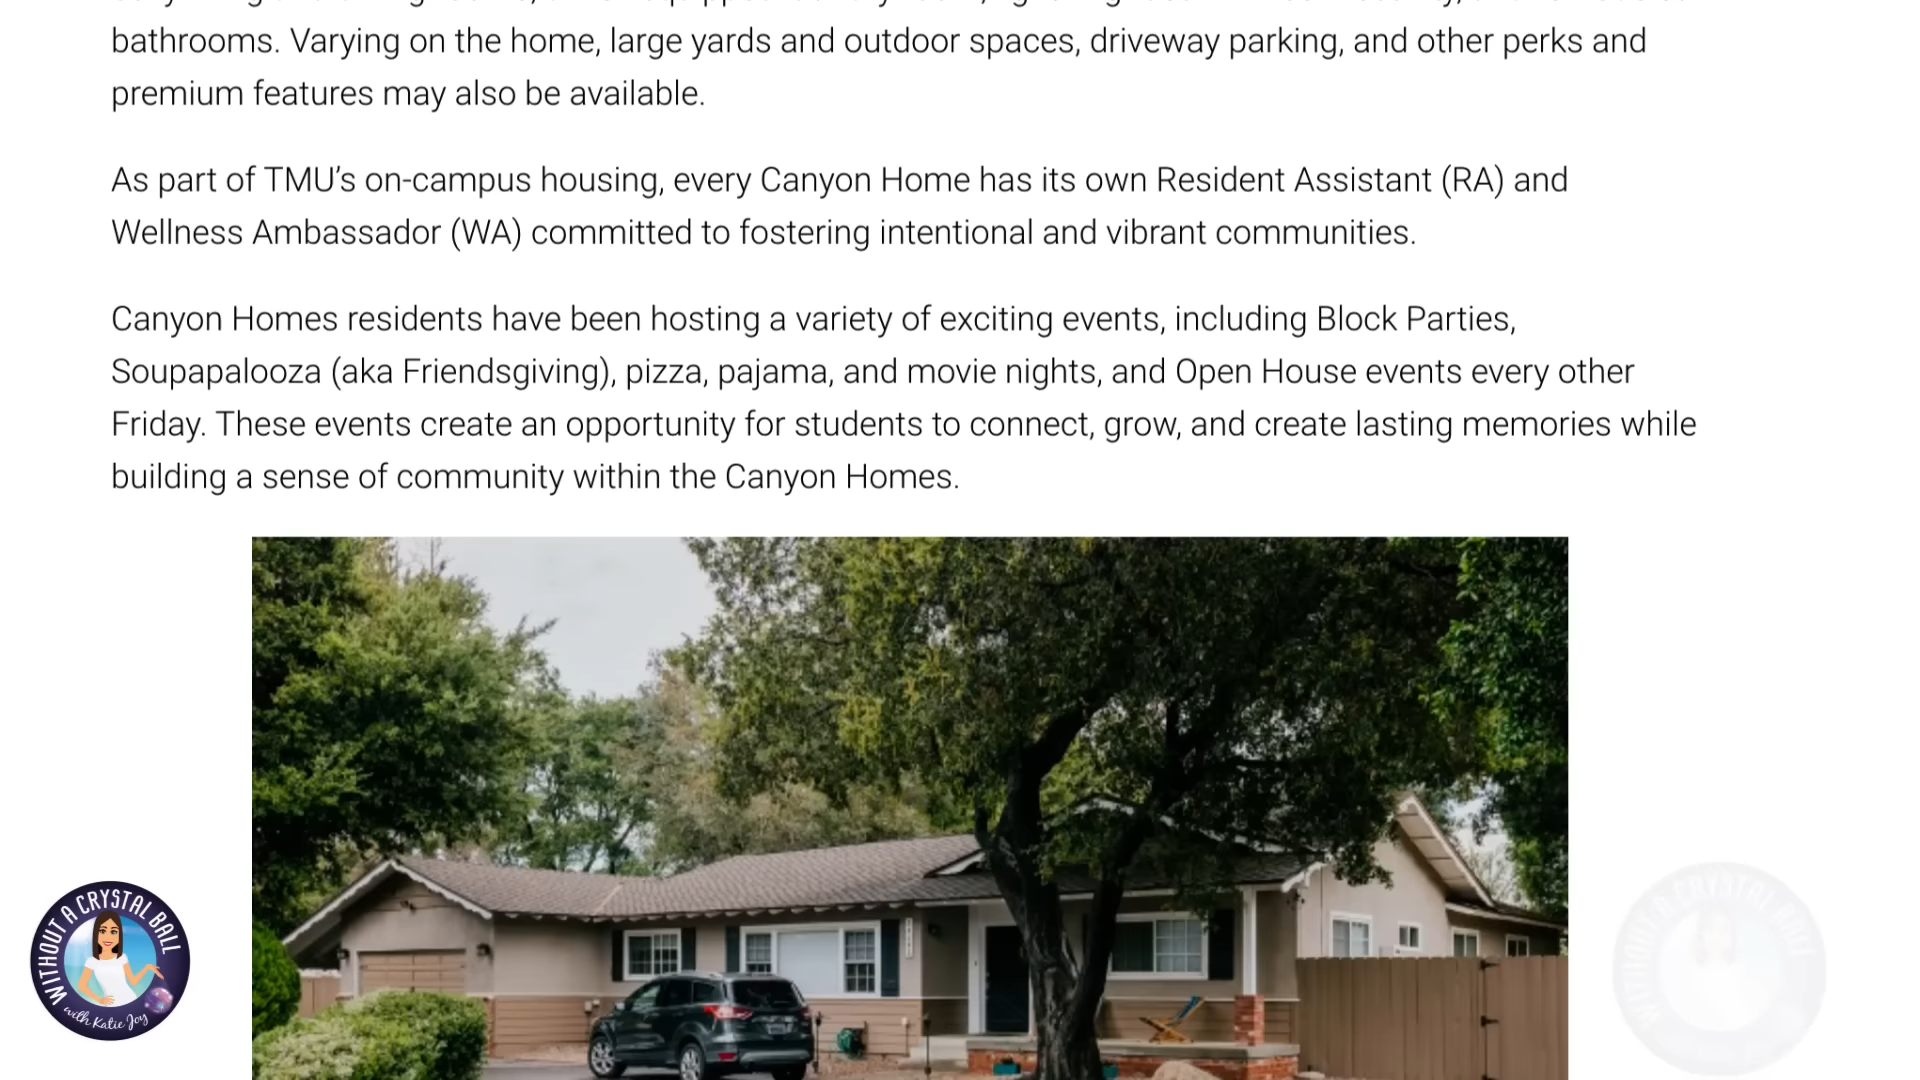 bathrooms. Varying on the home, large yards and outdoor spaces, driveway parking, and other perks and
premium features may also be available.
As part of TMU’s on-campus housing, every Canyon Home has its own Resident Assistant (RA) and
Wellness Ambassador (WA) committed to fostering intentional and vibrant communities.
Canyon Homes residents have been hosting a variety of exciting events, including Block Parties,
Soupapalooza (aka Friendsgiving), pizza, pajama, and movie nights, and Open House events every other
Friday. These events create an opportunity for students to connect, grow, and create lasting memories while
building a sense of community within the Canyon Homes.
WITHOUT A CRYSTAL BALL
with Katie Joy
WITHOUT A CRYSTAL BALL